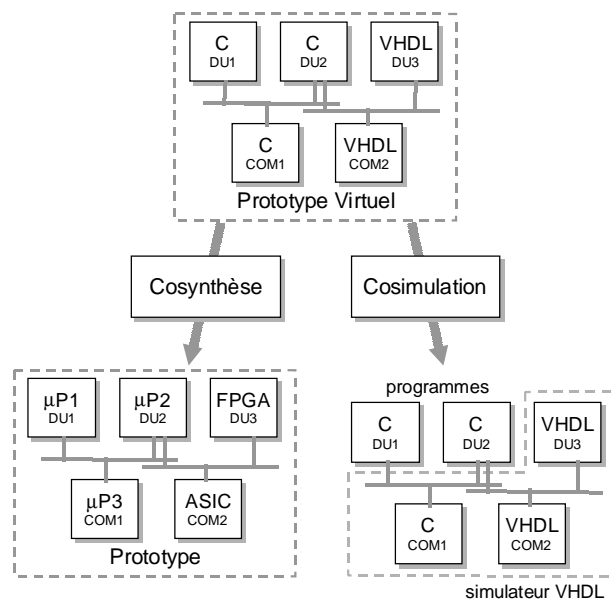 C C VHDL
DU1 DU2 DU3
C VHDL
COM1 COM2
Prototype Virtuel
Cosynthèse Cosimulation
programmes
µP1 µP2 FPGA
DU1 DU2 DU3
µP3 ASIC
COM1 COM2
Prototype
C C VHDL
DU1 DU2 DU3
C VHDL
COM1 COM2
simulateur VHDL